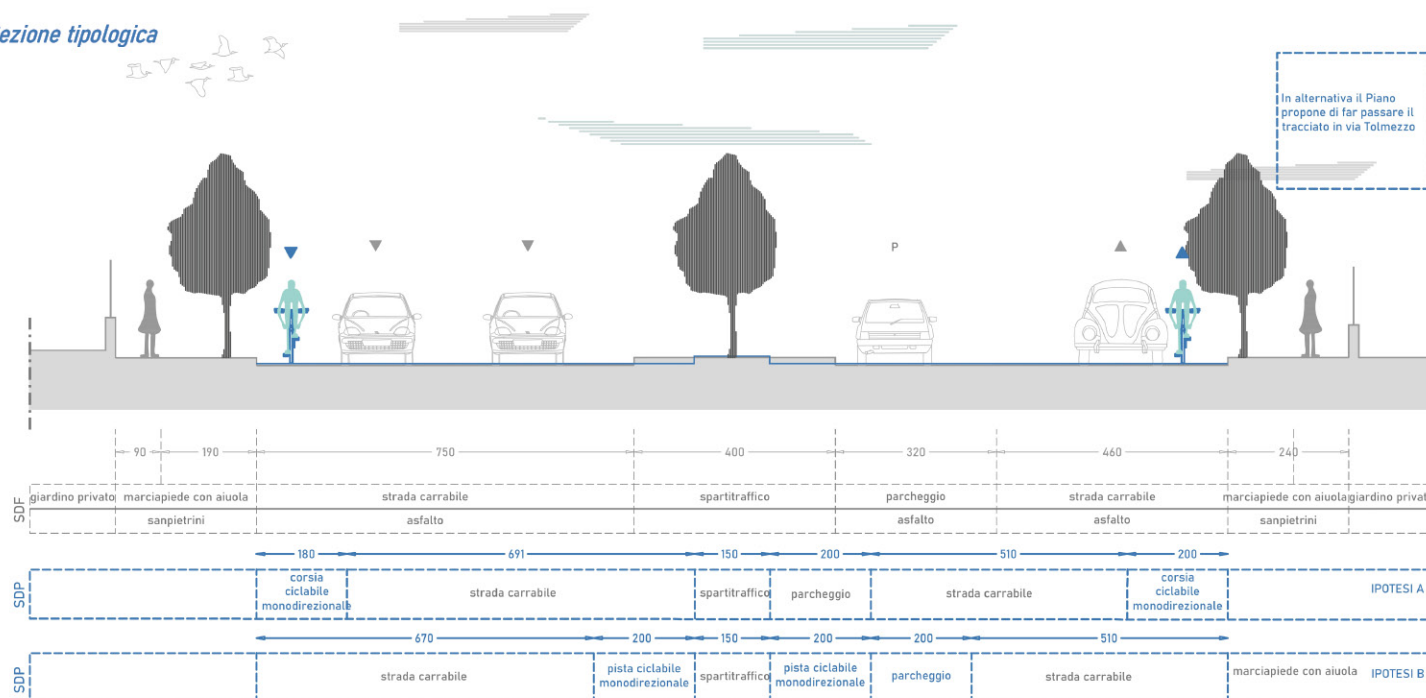 ezione tipologica
In alternativa il Piano
propone di far passare il
tracciato in via Tolmezzo
P
90 190 750 400 320 460 240
SDF
giardino privato marciapiede con aiuola strada carrabile spartitraffico parcheggio strada carrabile marciapiede con aiuola giardino privat
sanpietrini asfalto asfalto asfalto sanpietrini
180 691 150 200 510 200
SDP
corsia
ciclabile
monodirezionale
strada carrabile
spartitraffico
parcheggio
strada carrabile
corsia
ciclabile
monodirezionale
IPOTESI A
670 200 150 200 200 510
SDP
strada carrabile
pista ciclabile
monodirezionale
spartitraffico
pista ciclabile
monodirezionale
parcheggio
strada carrabile
marciapiede con aiuola
IPOTESI B